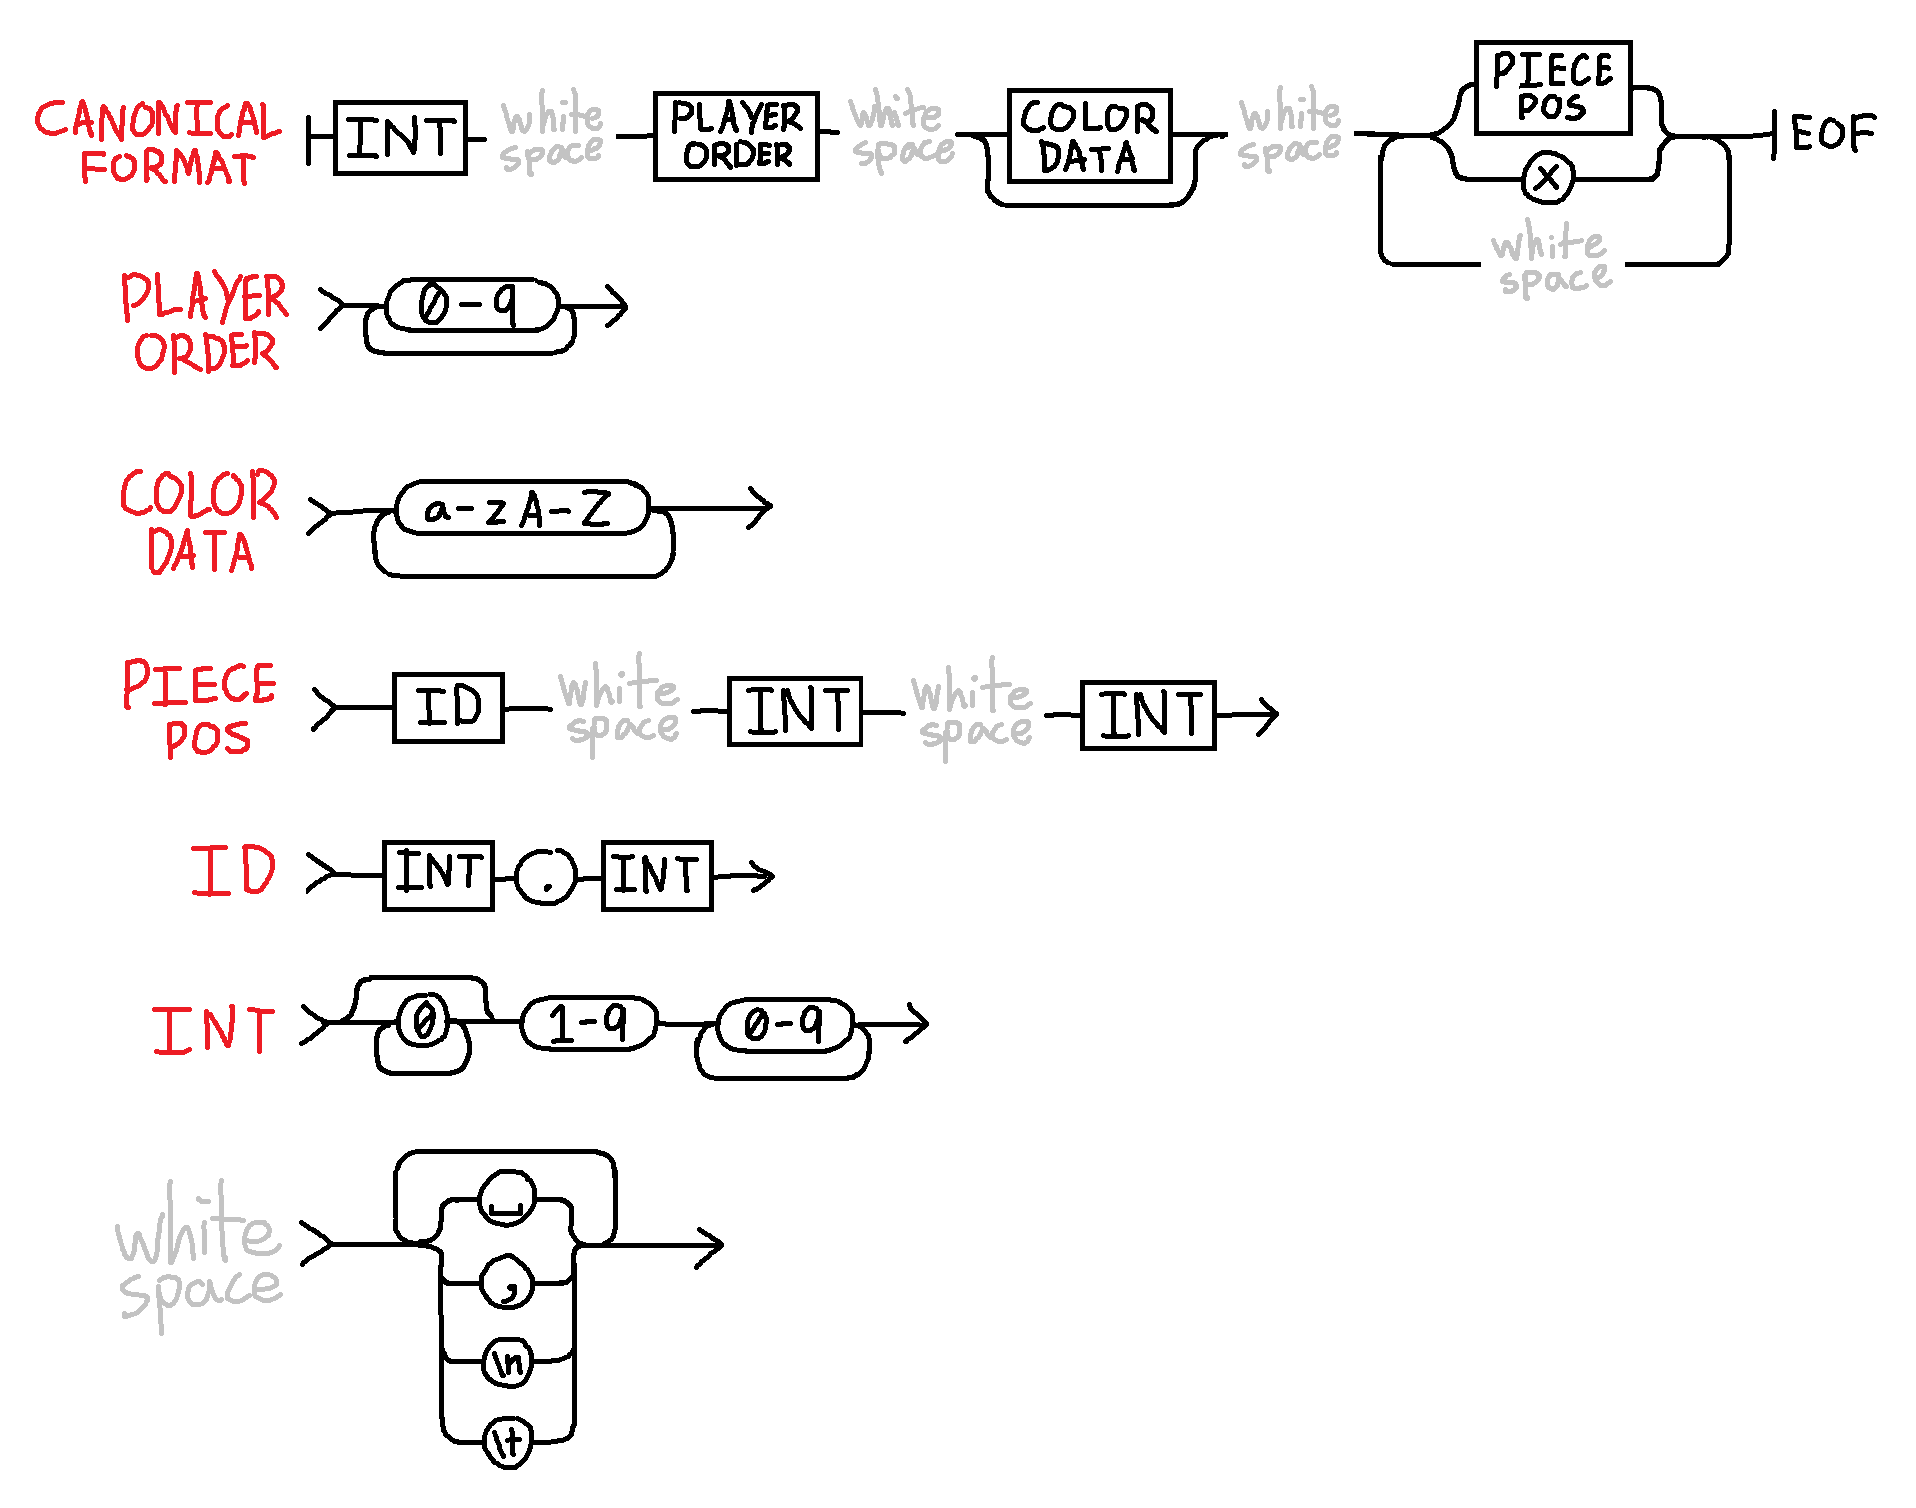 CANONICAL FORMAT
INT
white space
PLAYER ORDER
white space
COLOR DATA
white space
PIECE POS
X
white space
EOF
PLAYER ORDER
0-9
COLOR DATA
a-z A-Z
PIECE POS
ID
white space
INT
white space
INT
ID
INT
.
INT
INT
0
1-9
0-9
white space
␣
,
\n
\t